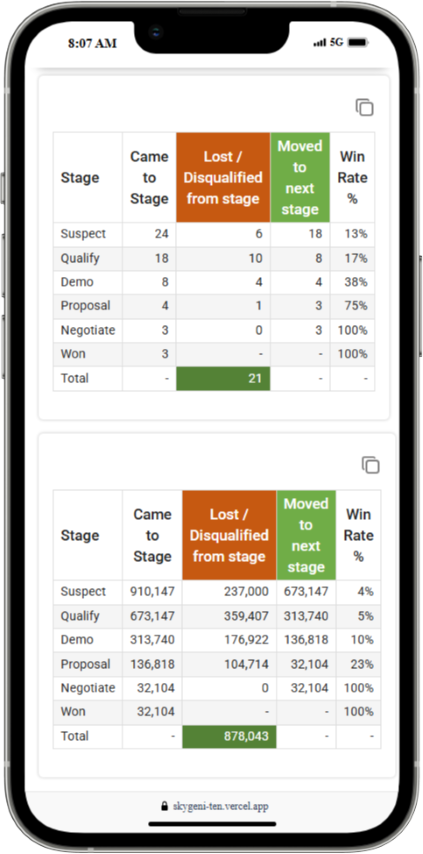 8:07 AM 5G
Came
to
Stage
Lost /
Disqualified
from stage
Moved
to
next
stage
Win
Rate
%
Stage
Suspect 24 6 18 13%
Qualify 18 10 8 17%
Demo 8 4 4 38%
Proposal 4 1 3 75%
Negotiate 3 0 3 100%
Won 3 - - 100%
Total - 21 - -
Came
to
Stage
Lost /
Disqualified
from stage
Moved
to
next
stage
Win
Rate
%
Stage
Suspect 910,147 237,000 673,147 4%
Qualify 673,147 359,407 313,740 5%
Demo 313,740 176,922 136,818 10%
Proposal 136,818 104,714 32,104 23%
Negotiate 32,104 0 32,104 100%
Won 32,104 - - 100%
Total - 878,043 - -
skygeni-ten.vercel.app